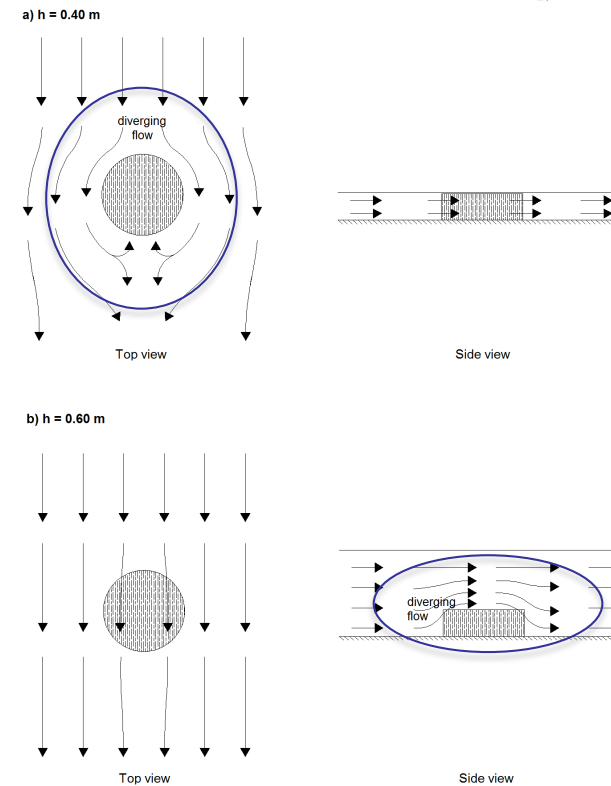 a) h = 0.40 m
diverging
flow
Top view
Side view
b) h = 0.60 m
diverging
flow
Top view
Side view